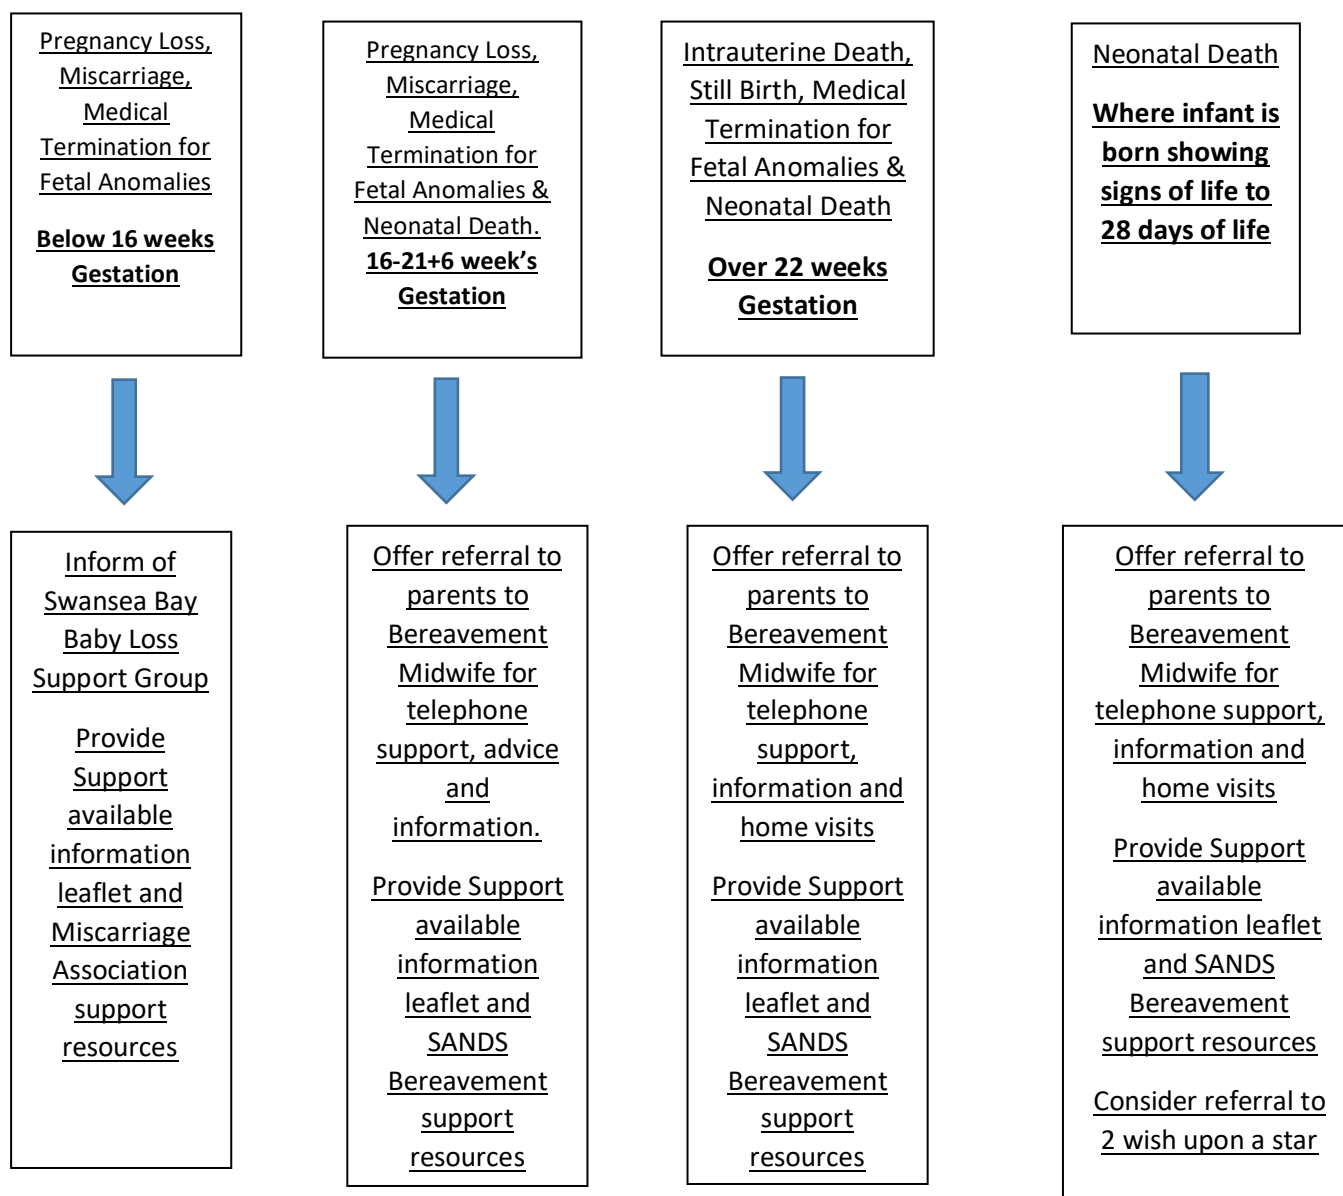 Pregnancy Loss,
Miscarriage,
Medical
Termination for
Fetal Anomalies
Below 16 weeks
Gestation
Pregnancy Loss,
Miscarriage,
Medical
Termination for
Fetal Anomalies &
Neonatal Death.
16-21+6 week’s
Gestation
Intrauterine Death,
Still Birth, Medical
Termination for
Fetal Anomalies &
Neonatal Death
Over 22 weeks
Gestation
Neonatal Death
Where infant is
born showing
signs of life to
28 days of life
Inform of
Swansea Bay
Baby Loss
Support Group
Provide
Support
available
information
leaflet and
Miscarriage
Association
support
resources
Offer referral to
parents to
Bereavement
Midwife for
telephone
support, advice
and
information.
Provide Support
available
information
leaflet and
SANDS
Bereavement
support
resources
Offer referral to
parents to
Bereavement
Midwife for
telephone
support,
information and
home visits
Provide Support
available
information
leaflet and
SANDS
Bereavement
support
resources
Offer referral to
parents to
Bereavement
Midwife for
telephone support,
information and
home visits
Provide Support
available
information leaflet
and SANDS
Bereavement
support resources
Consider referral to
2 wish upon a star